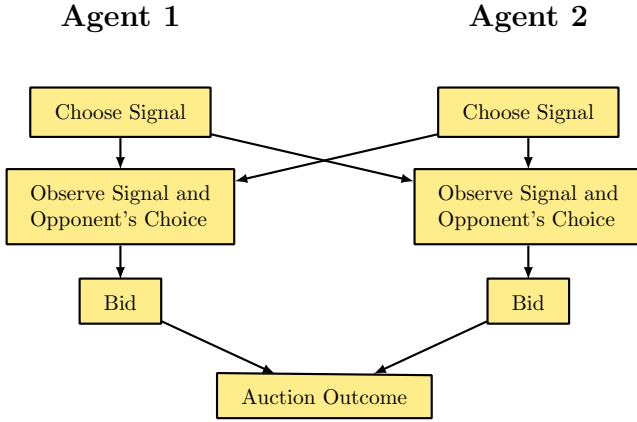 Agent 1
Agent 2
Choose Signal
Choose Signal
Observe Signal and
Opponent's Choice
Observe Signal and
Opponent's Choice
Bid
Bid
Auction Outcome